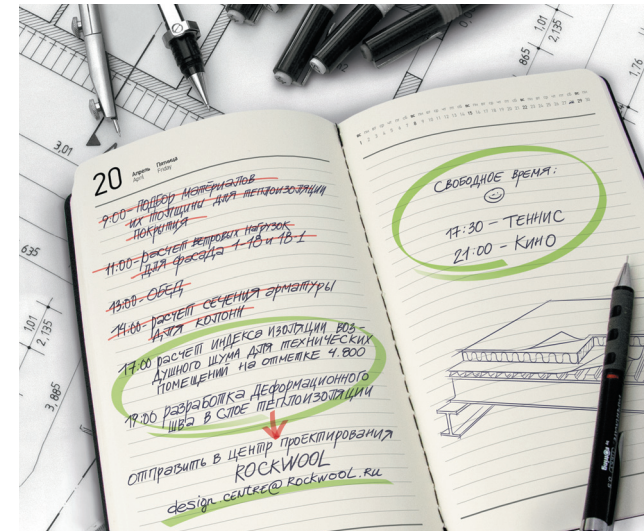 20
Апрель Пятница
April Friday
9:00 - подбор материалов
их толщины для теплоизоляции
покрытия
11:00 - расчет ветровых нагрузок
для фасада 1-18 и 18-1
13:00 - обед
14:00 - расчет сечения арматуры
для колонн
17.00 расчет индекса изоляции воз-
душного шума для технических
помещений на отметке 4.800
19:00 разработка деформационного
шва в слое теплоизоляции
отправить в центр проектирования
ROCKWOOL
design.centre@rockwool.ru
Свободное время:
17:30 - теннис
21:00 - кино
3,01
635
1,01
2,135
3,885
865
1,01
2,135
1,76
rotring